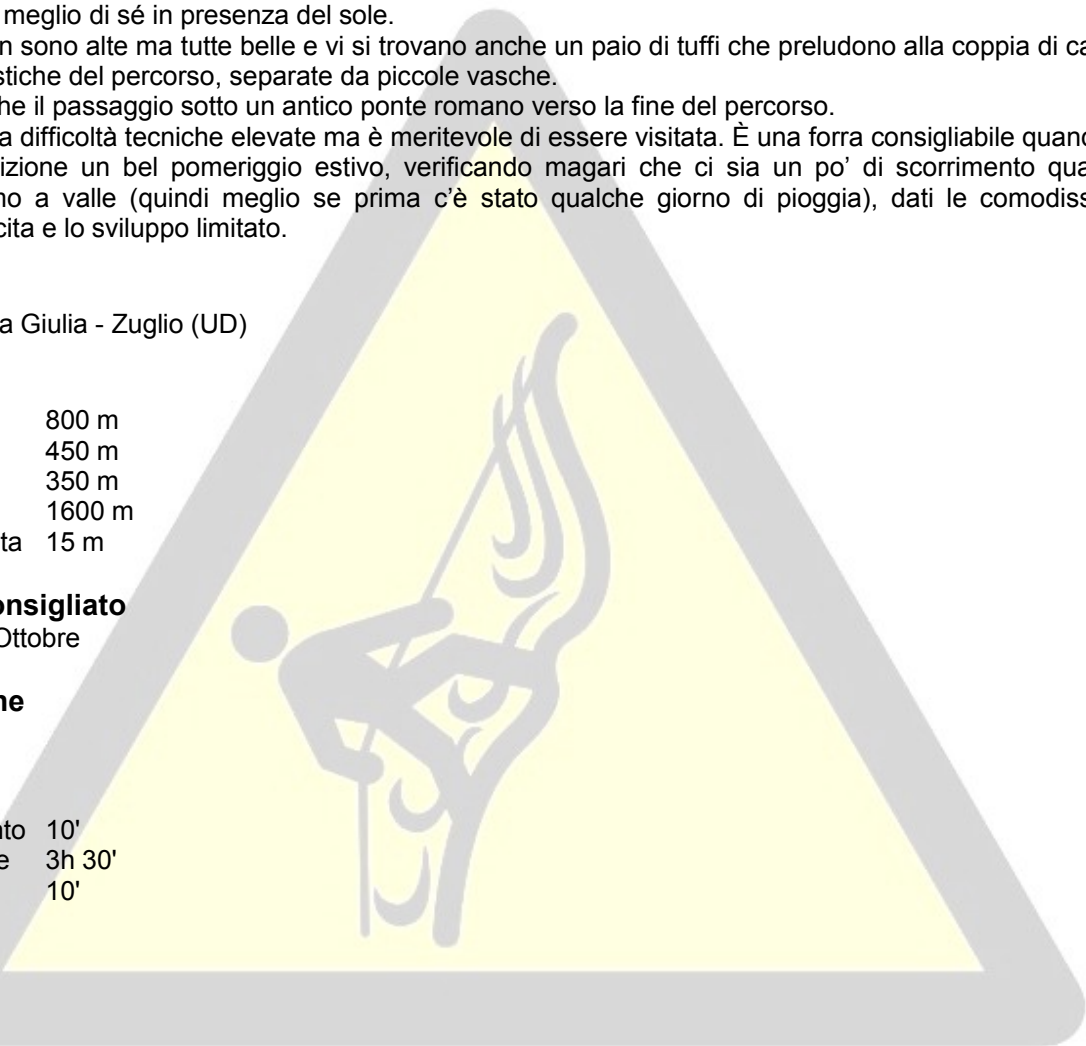 meglio di sé in presenza del sole.
n sono alte ma tutte belle e vi si trovano anche un paio di tuffi che preludono alla coppia di ca
stiche del percorso, separate da piccole vasche.
he il passaggio sotto un antico ponte romano verso la fine del percorso.
a difficoltà tecniche elevate ma è meritevole di essere visitata. È una forra consigliabile quand
izione un bel pomeriggio estivo, verificando magari che ci sia un po’ di scorrimento qua
no a valle (quindi meglio se prima c’è stato qualche giorno di pioggia), dati le comodiss
cita e lo sviluppo limitato.
a Giulia - Zuglio (UD)
800 m
450 m
350 m
1600 m
ta 15 m
onsigliato
Ottobre
ne
nto 10'
e 3h 30'
10'